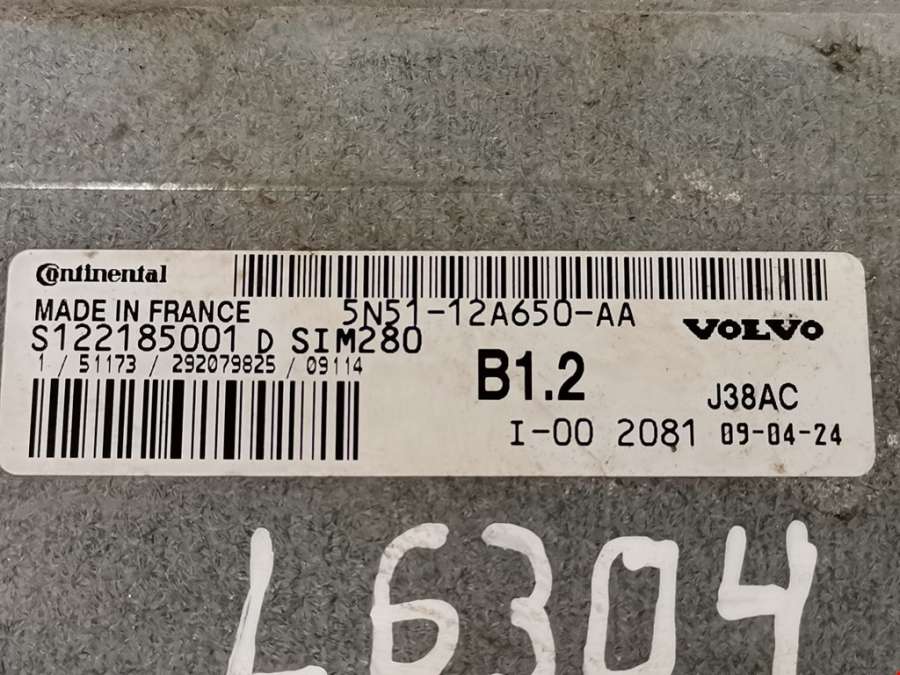 Continental
MADE IN FRANCE 5N51-12A650-AA
S122185001 D SIM280 VOLVO
1 / 51173 / 292079825 / 09114
B1.2 J38AC
I-00 2081 09-04-24
L6304